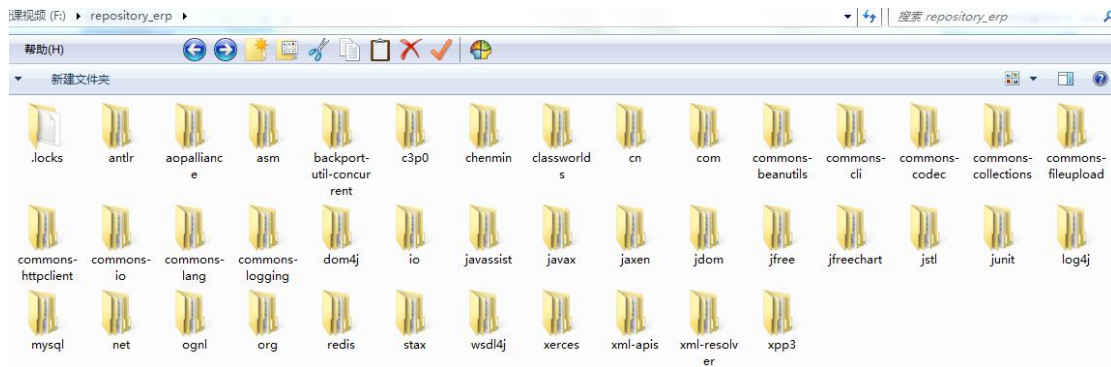 课视频 (F:) ▸ repository_erp ▸ 搜索 repository_erp
帮助(H)
新建文件夹
.locks antlr aopallianc asm backport- c3p0 chenmin classworld cn com commons- commons- commons- commons- commons-
e util-concur s beanutils cli codec collections fileupload
rrent
commons- commons- commons- commons- dom4j io javassist javax jaxen jdom jfree jfreechart jstl junit log4j
httpclient io lang logging
mysql net ognl org redis stax wsdl4j xerces xml-apis xml-resolv xpp3
er